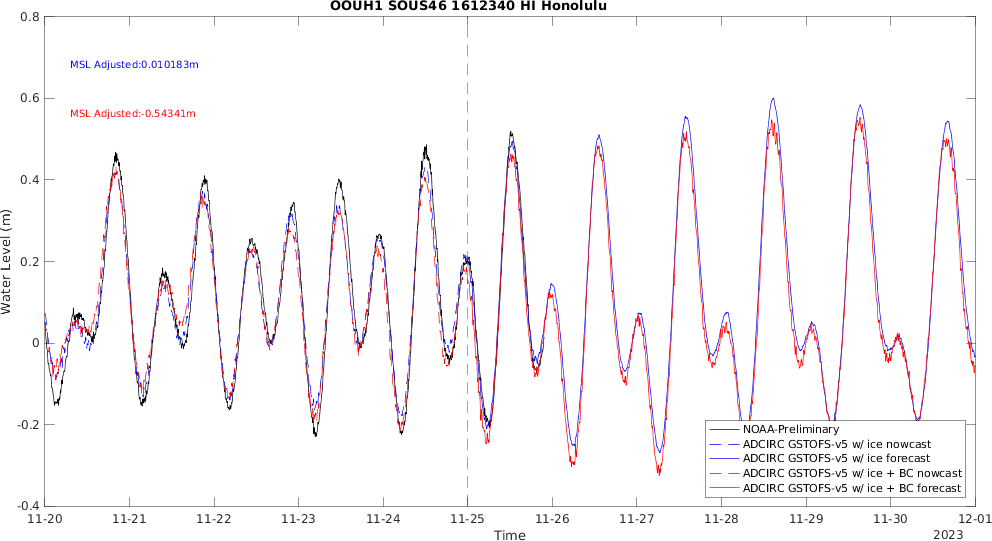 OOUH1 SOUS46 1612340 HI Honolulu
0.8
0.6
0.4
0.2
0
-0.2
-0.4
Water Level (m)
MSL Adjusted:0.010183m
MSL Adjusted:-0.54341m
NOAA-Preliminary
ADCIRC GSTOFS-v5 w/ ice nowcast
ADCIRC GSTOFS-v5 w/ ice forecast
ADCIRC GSTOFS-v5 w/ ice + BC nowcast
ADCIRC GSTOFS-v5 w/ ice + BC forecast
11-20 11-21 11-22 11-23 11-24 11-25 11-26 11-27 11-28 11-29 11-30 12-01
Time
2023